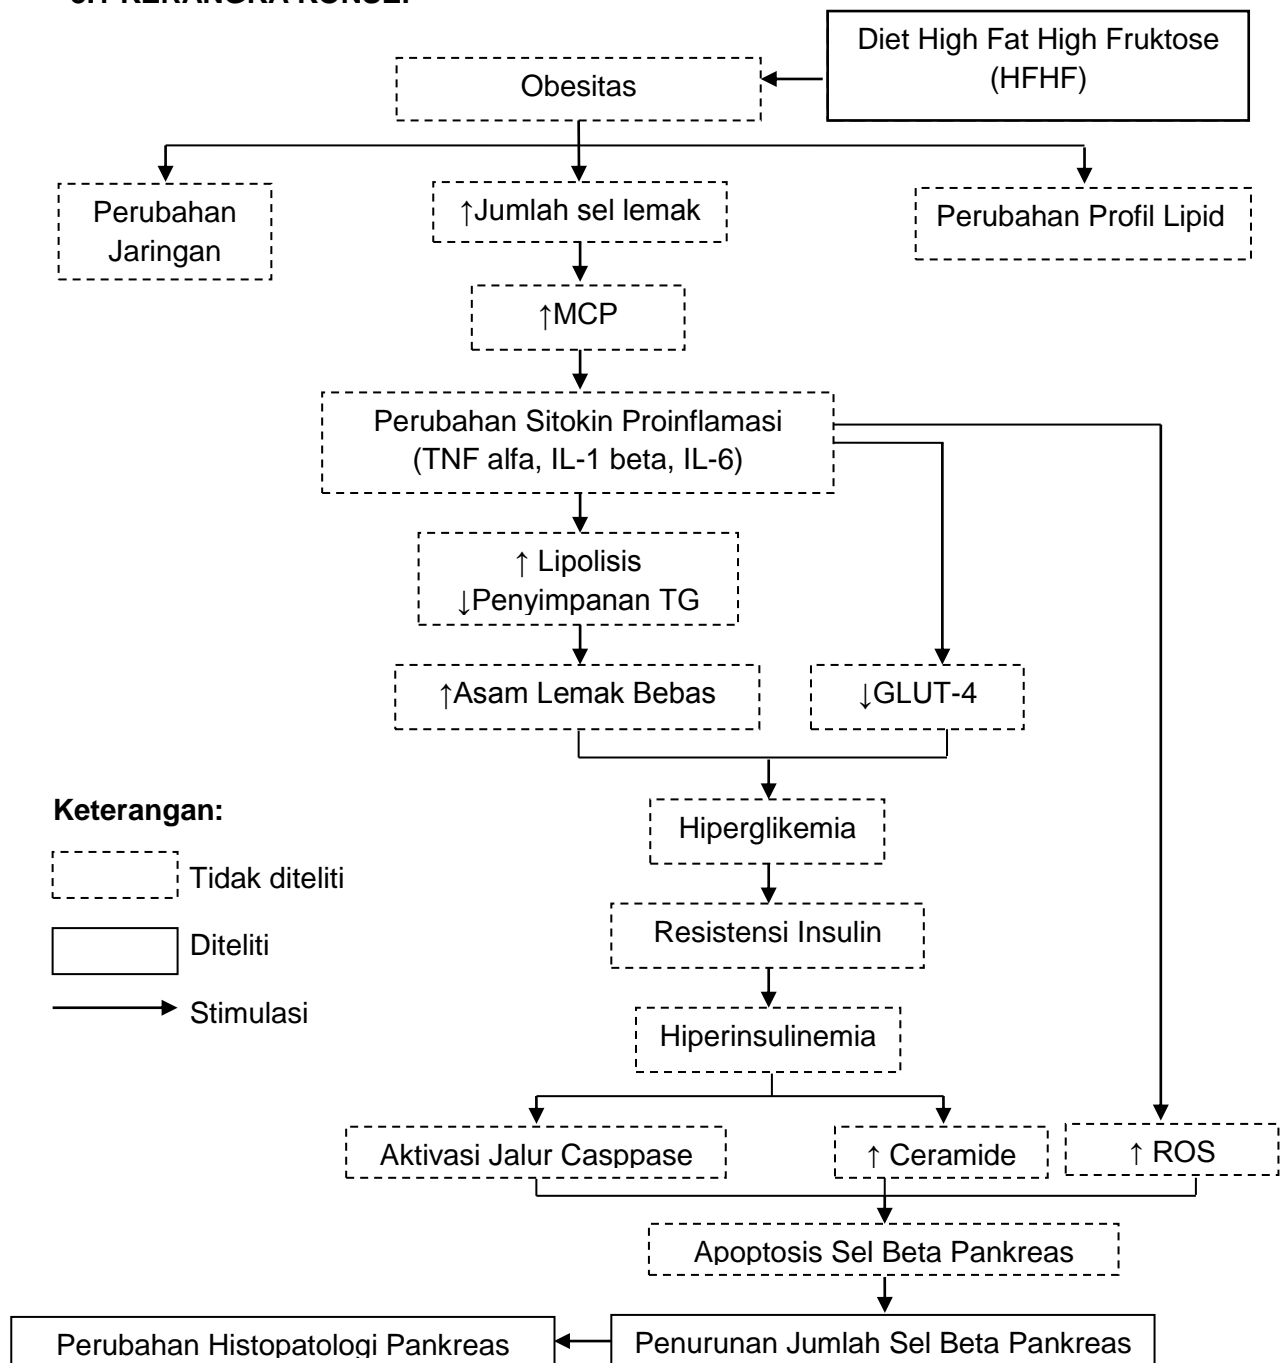 Diet High Fat High Fruktose
(HFHF)
Obesitas
Perubahan
Jaringan
↑Jumlah sel lemak
Perubahan Profil Lipid
↑MCP
Perubahan Sitokin Proinflamasi
(TNF alfa, IL-1 beta, IL-6)
↑ Lipolisis
↓Penyimpanan TG
↑Asam Lemak Bebas
↓GLUT-4
Hiperglikemia
Resistensi Insulin
Hiperinsulinemia
Aktivasi Jalur Casppase
↑ Ceramide
↑ ROS
Apoptosis Sel Beta Pankreas
Penurunan Jumlah Sel Beta Pankreas
Perubahan Histopatologi Pankreas
Keterangan:
Tidak diteliti
Diteliti
Stimulasi